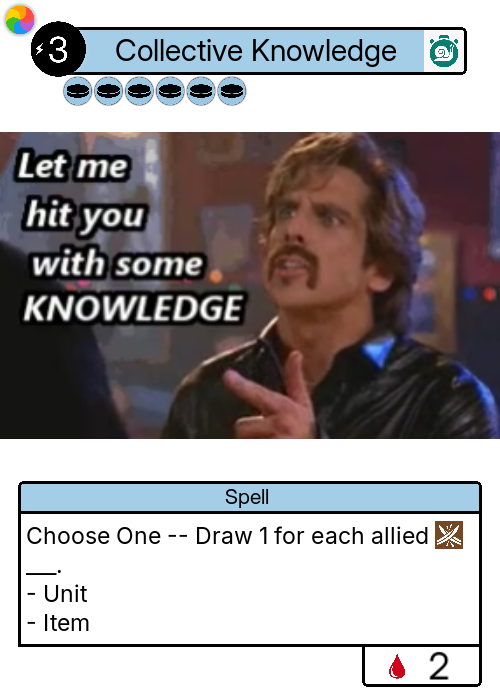 3
Collective Knowledge
Let me
hit you
with some
KNOWLEDGE
Spell
Choose One -- Draw 1 for each allied
___.
- Unit
- Item
2